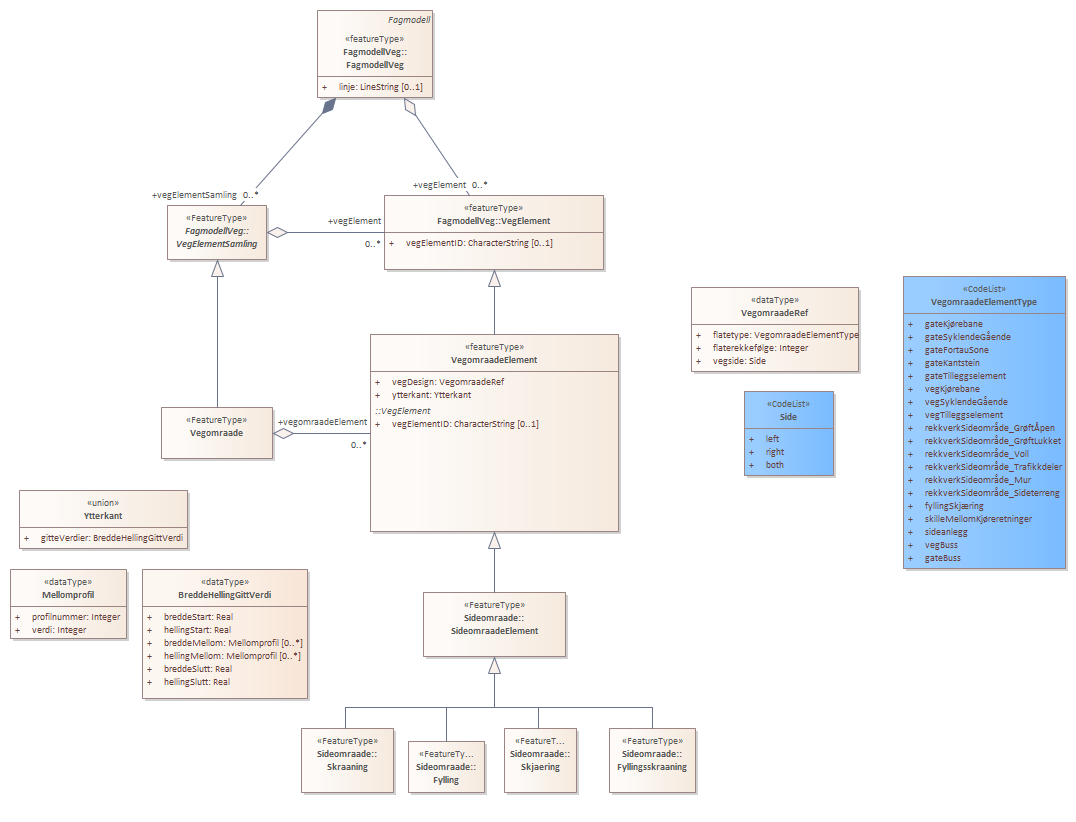 Fagmodell
«featureType»
FagmodellVeg::
FagmodellVeg
+ linje: LineString [0..1]
+vegElementSamling 0..*
+vegElement 0..*
«FeatureType»
FagmodellVeg::
VegElementSamling
+vegElement
0..*
«featureType»
FagmodellVeg::VegElement
+ vegElementID: CharacterString [0..1]
«featureType»
VegomraadeElement
+ vegDesign: VegomraadeRef
+ ytterkant: Ytterkant
::VegElement
+ vegElementID: CharacterString [0..1]
«FeatureType»
Vegomraade
+vegomraadeElement
0..*
«dataType»
VegomraadeRef
+ flatetype: VegomraadeElementType
+ flaterekkefølge: Integer
+ vegside: Side
«CodeList»
Side
+ left
+ right
+ both
«CodeList»
VegomraadeElementType
+ gateKjørebane
+ gateSyklendeGående
+ gateFortauSone
+ gateKantstein
+ gateTilleggselement
+ vegKjørebane
+ vegSyklendeGående
+ vegTilleggselement
+ rekkverkSideområde_GrøftÅpen
+ rekkverkSideområde_GrøftLukket
+ rekkverkSideområde_Voll
+ rekkverkSideområde_Trafikkdeler
+ rekkverkSideområde_Mur
+ rekkverkSideområde_Sideterreng
+ fyllingSkjæring
+ skilleMellomKjøreretninger
+ sideanlegg
+ vegBuss
+ gateBuss
«union»
Ytterkant
+ gitteVerdier: BreddeHellingGittVerdi
«dataType»
Mellomprofil
+ profilnummer: Integer
+ verdi: Integer
«dataType»
BreddeHellingGittVerdi
+ breddeStart: Real
+ hellingStart: Real
+ breddeMellom: Mellomprofil [0..*]
+ hellingMellom: Mellomprofil [0..*]
+ breddeSlutt: Real
+ hellingSlutt: Real
«FeatureType»
Sideomraade::
SideomraadeElement
«FeatureType»
Sideomraade::
Skraaning
«FeatureTy...
Sideomraade::
Fylling
«FeatureT...
Sideomraade::
Skjaering
«FeatureType»
Sideomraade::
Fyllingsskraaning